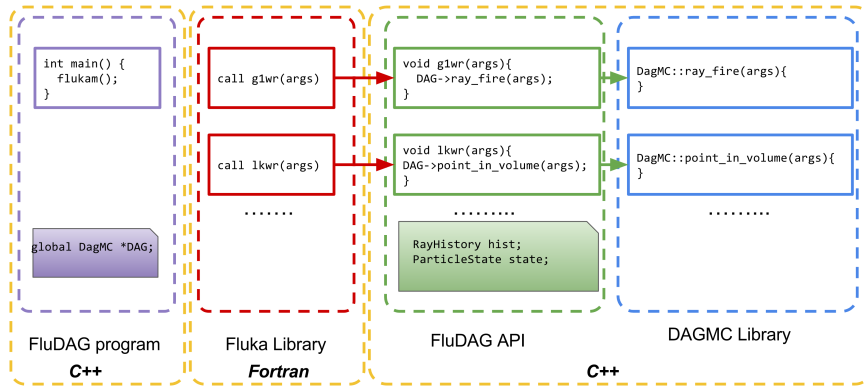 int main() {
flukam();
}
global DagMC *DAG;
FluDAG program
C++
call g1wr(args)
call lkwr(args)
.......
Fluka Library
Fortran
void g1wr(args){
DAG->ray_fire(args);
}
void lkwr(args){
DAG->point_in_volume(args);
}
.........
RayHistory hist;
ParticleState state;
FluDAG API
DagMC::ray_fire(args){
}
DagMC::point_in_volume(args){
}
.........
DAGMC Library
C++